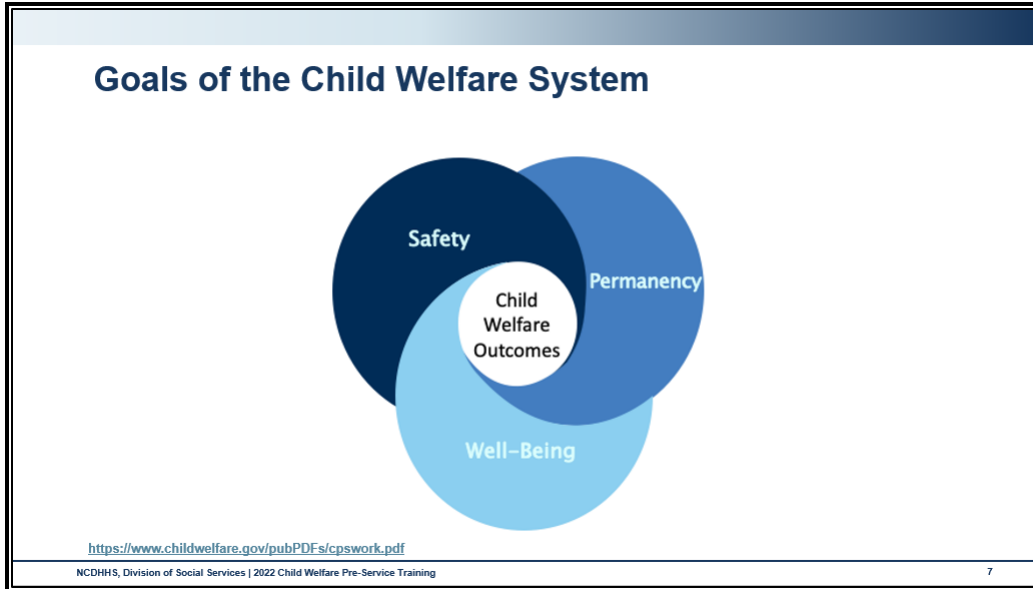 Goals of the Child Welfare System
Safety
Permanency
Child
Welfare
Outcomes
Well-Being
https://www.childwelfare.gov/pubPDFs/cpswork.pdf
NCDHHS, Division of Social Services | 2022 Child Welfare Pre-Service Training
7